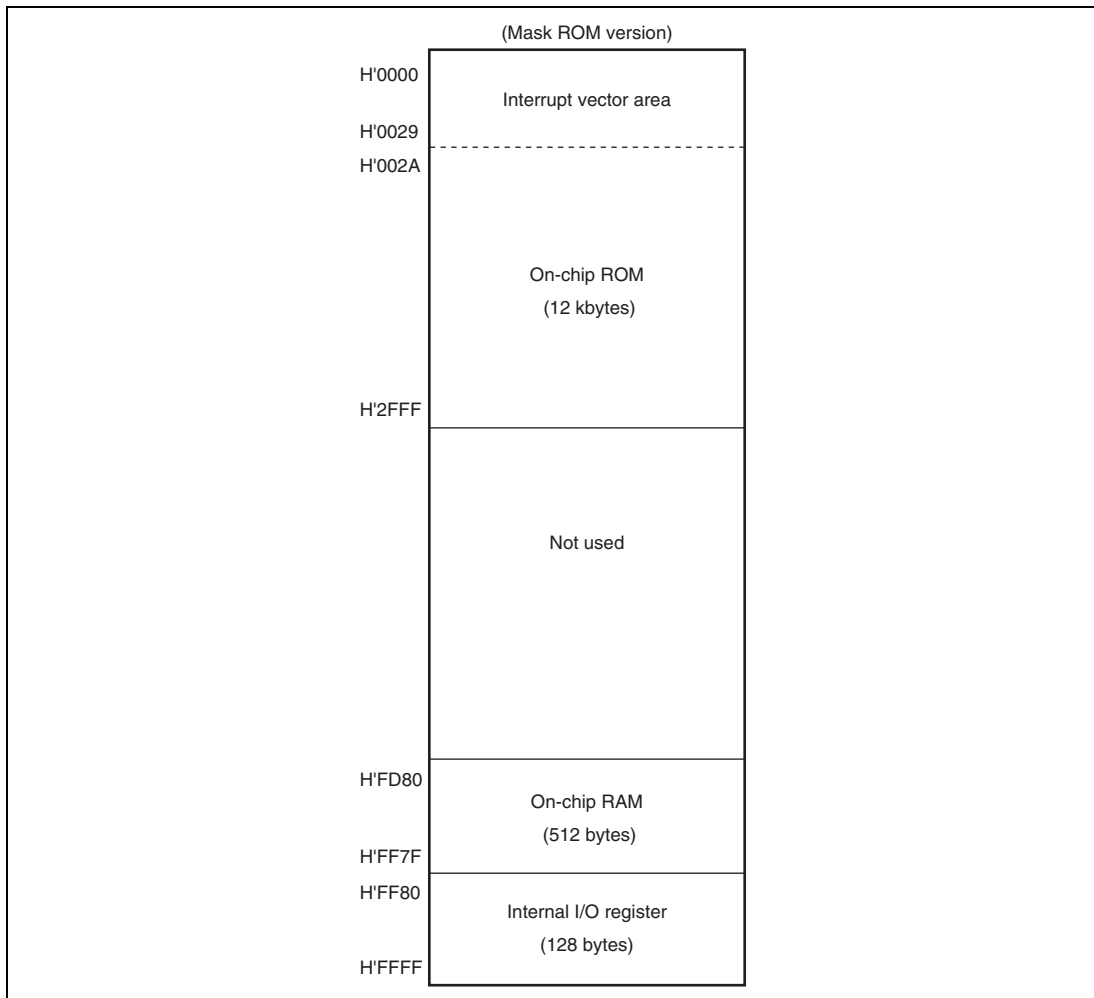 (Mask ROM version)
H'0000
Interrupt vector area
H'0029
H'002A
On-chip ROM
(12 kbytes)
H'2FFF
Not used
H'FD80
On-chip RAM
(512 bytes)
H'FF7F
H'FF80
Internal I/O register
(128 bytes)
H'FFFF